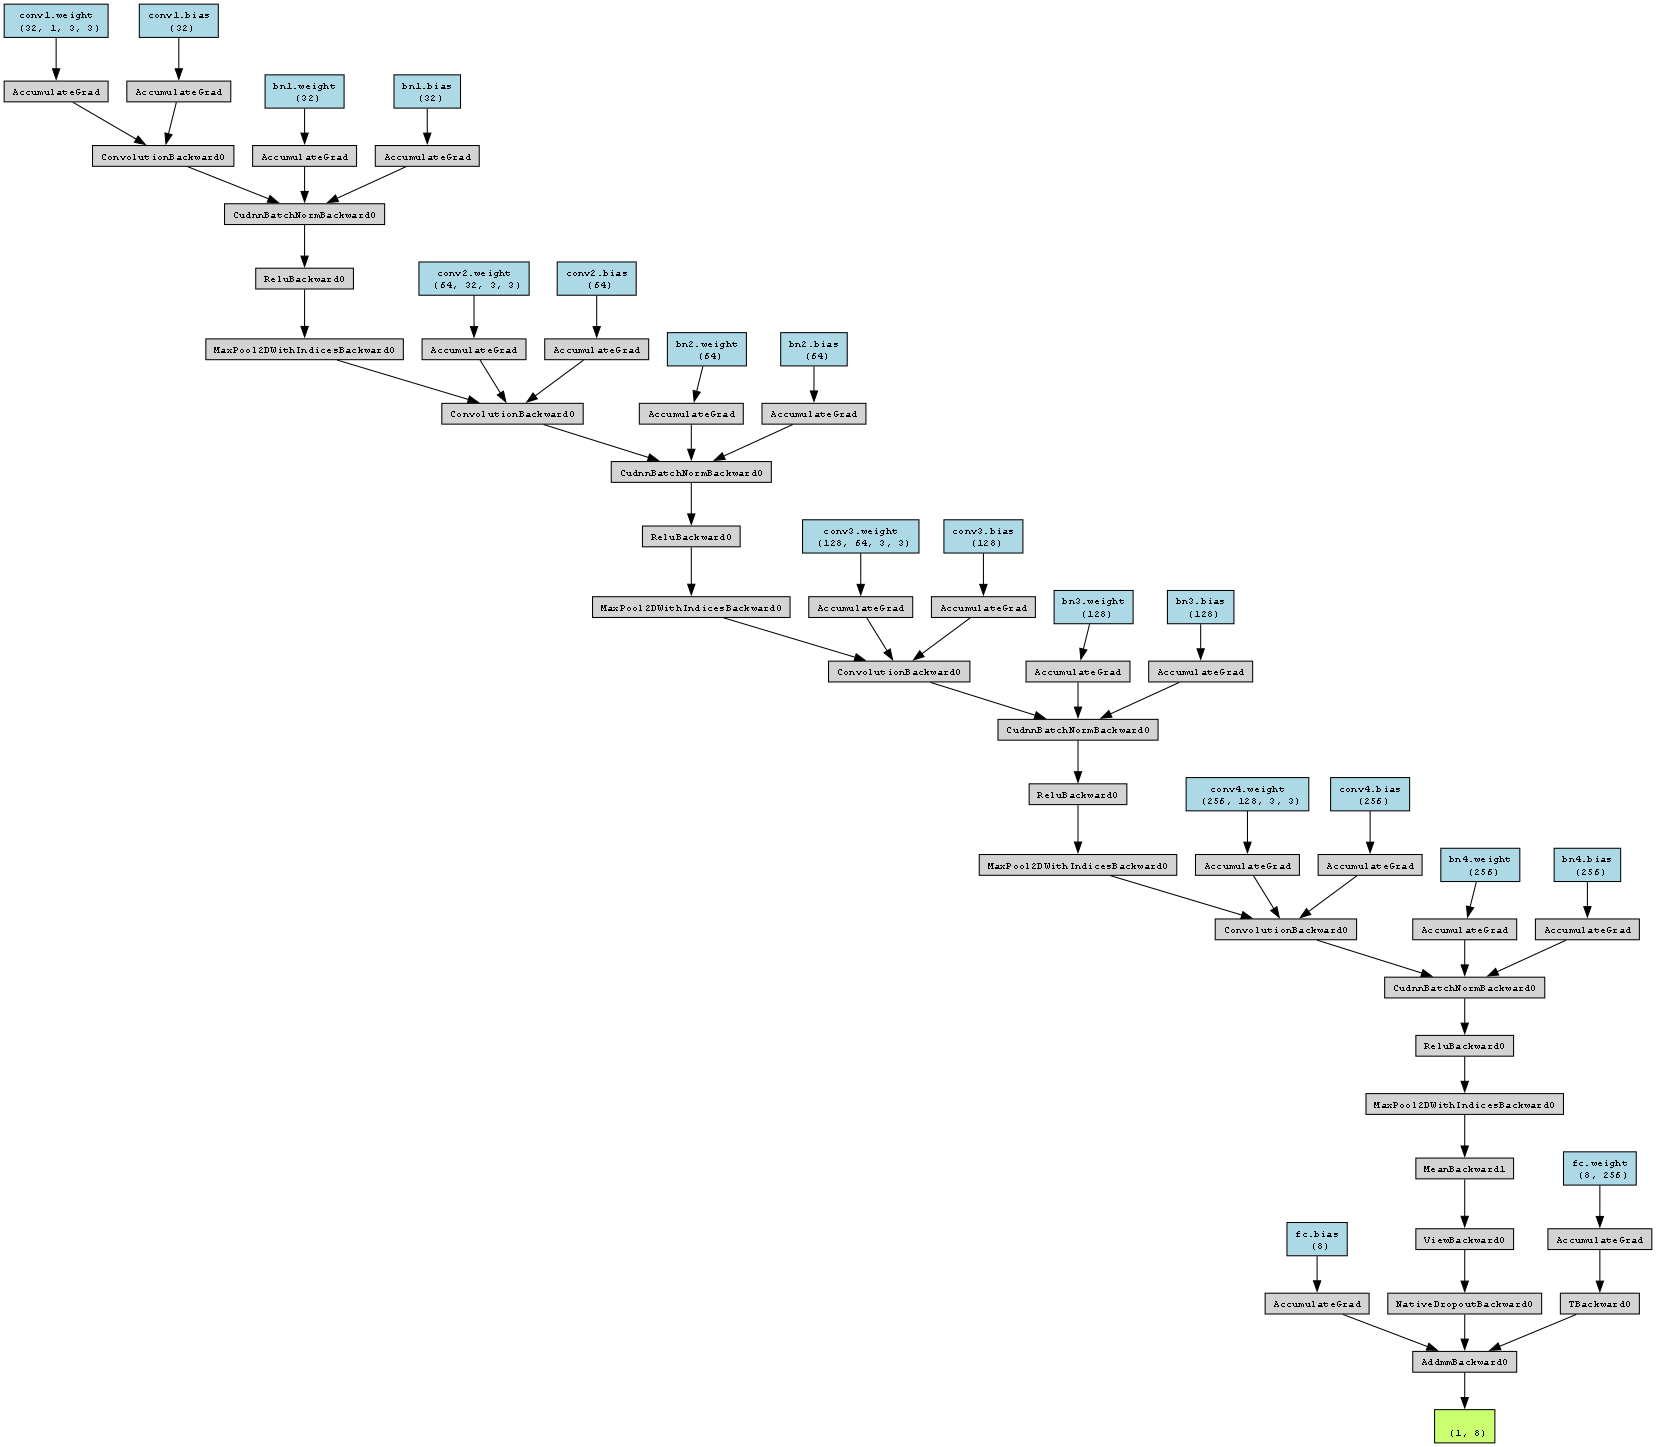 conv1.weight
(32, 1, 3, 3)
conv1.bias
(32)
AccumulateGrad
AccumulateGrad
bn1.weight
(32)
bn1.bias
(32)
ConvolutionBackward0
AccumulateGrad
AccumulateGrad
CudnnBatchNormBackward0
ReluBackward0
conv2.weight
(64, 32, 3, 3)
conv2.bias
(64)
MaxPool2DWithIndicesBackward0
AccumulateGrad
AccumulateGrad
bn2.weight
(64)
bn2.bias
(64)
ConvolutionBackward0
AccumulateGrad
AccumulateGrad
CudnnBatchNormBackward0
ReluBackward0
conv3.weight
(128, 64, 3, 3)
conv3.bias
(128)
MaxPool2DWithIndicesBackward0
AccumulateGrad
AccumulateGrad
bn3.weight
(128)
bn3.bias
(128)
ConvolutionBackward0
AccumulateGrad
AccumulateGrad
CudnnBatchNormBackward0
ReluBackward0
conv4.weight
(256, 128, 3, 3)
conv4.bias
(256)
MaxPool2DWithIndicesBackward0
AccumulateGrad
AccumulateGrad
bn4.weight
(256)
bn4.bias
(256)
ConvolutionBackward0
AccumulateGrad
AccumulateGrad
CudnnBatchNormBackward0
ReluBackward0
MaxPool2DWithIndicesBackward0
MeanBackward1
fc.weight
(8, 256)
fc.bias
(8)
ViewBackward0
AccumulateGrad
AccumulateGrad
NativeDropoutBackward0
TBackward0
AddmmBackward0
(1, 8)